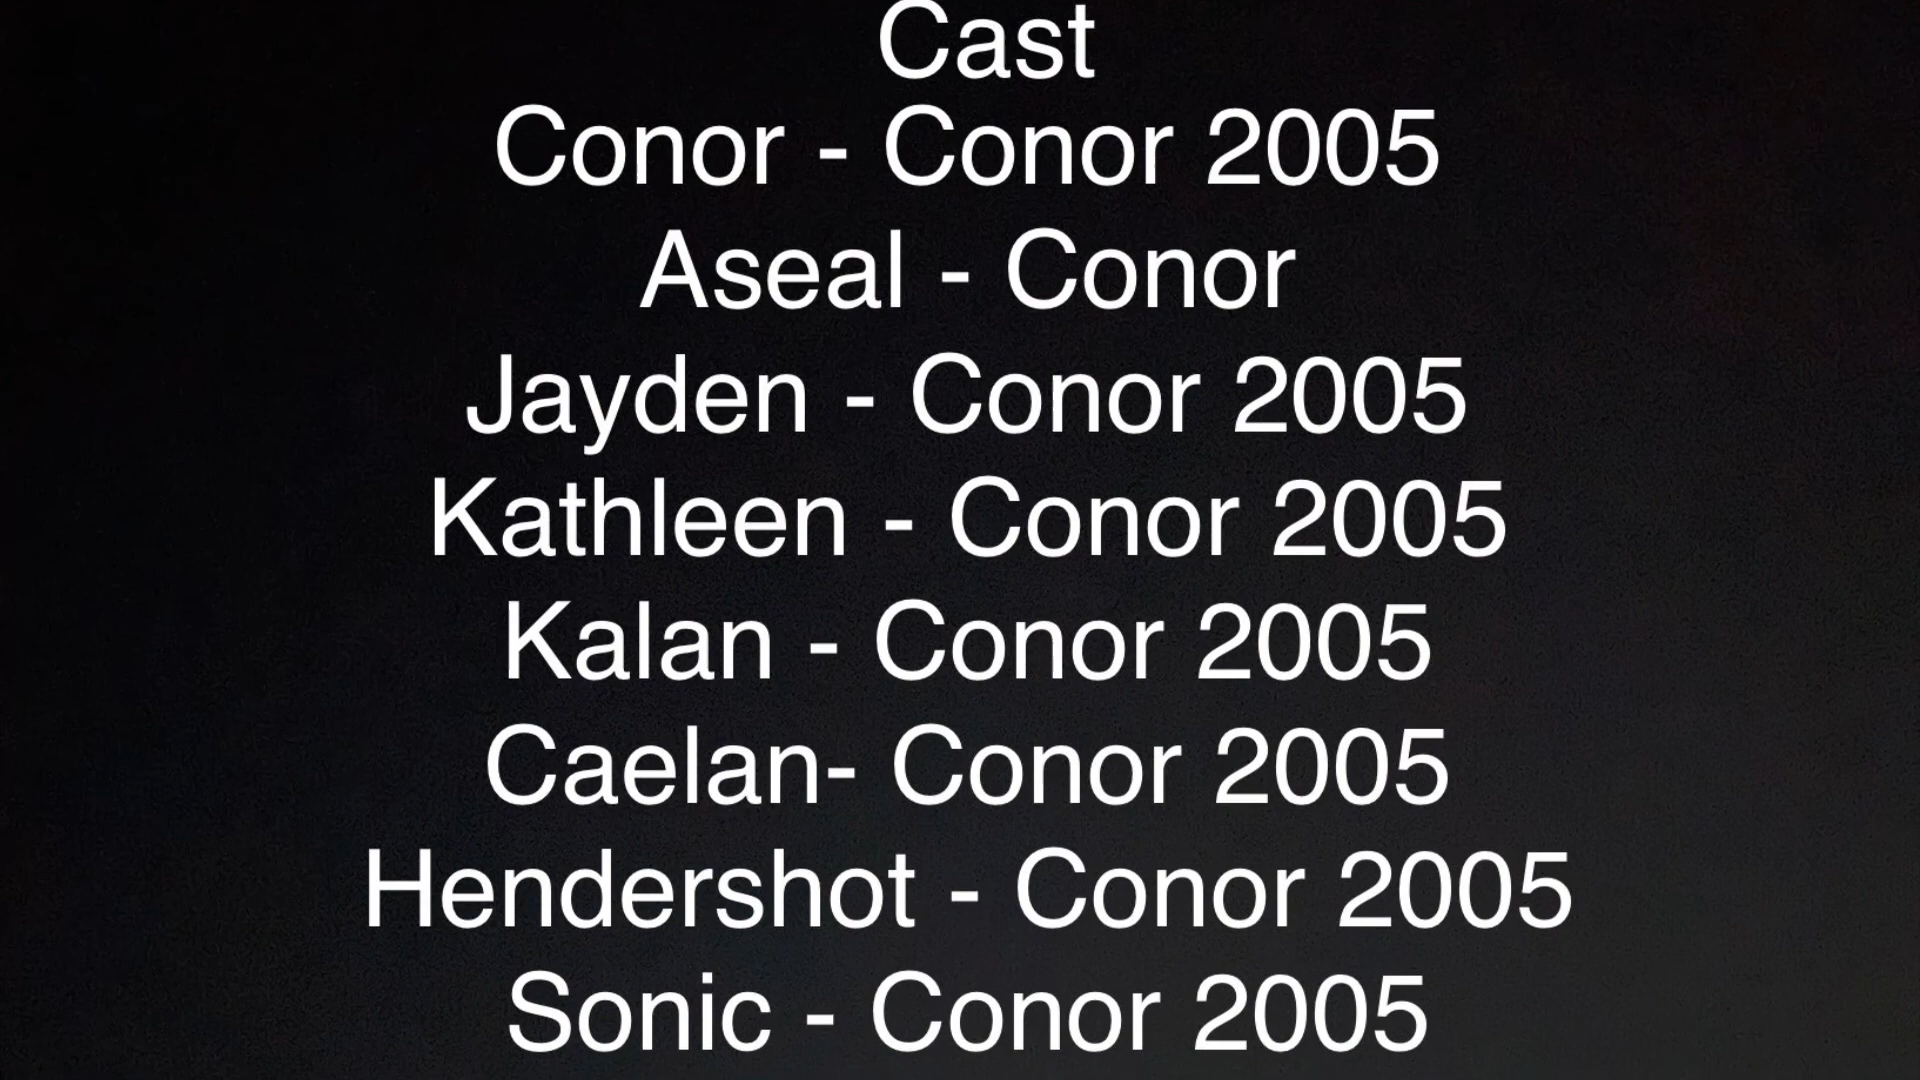 Cast
Conor - Conor 2005
Aseal - Conor
Jayden - Conor 2005
Kathleen - Conor 2005
Kalan - Conor 2005
Caelan- Conor 2005
Hendershot - Conor 2005
Sonic - Conor 2005